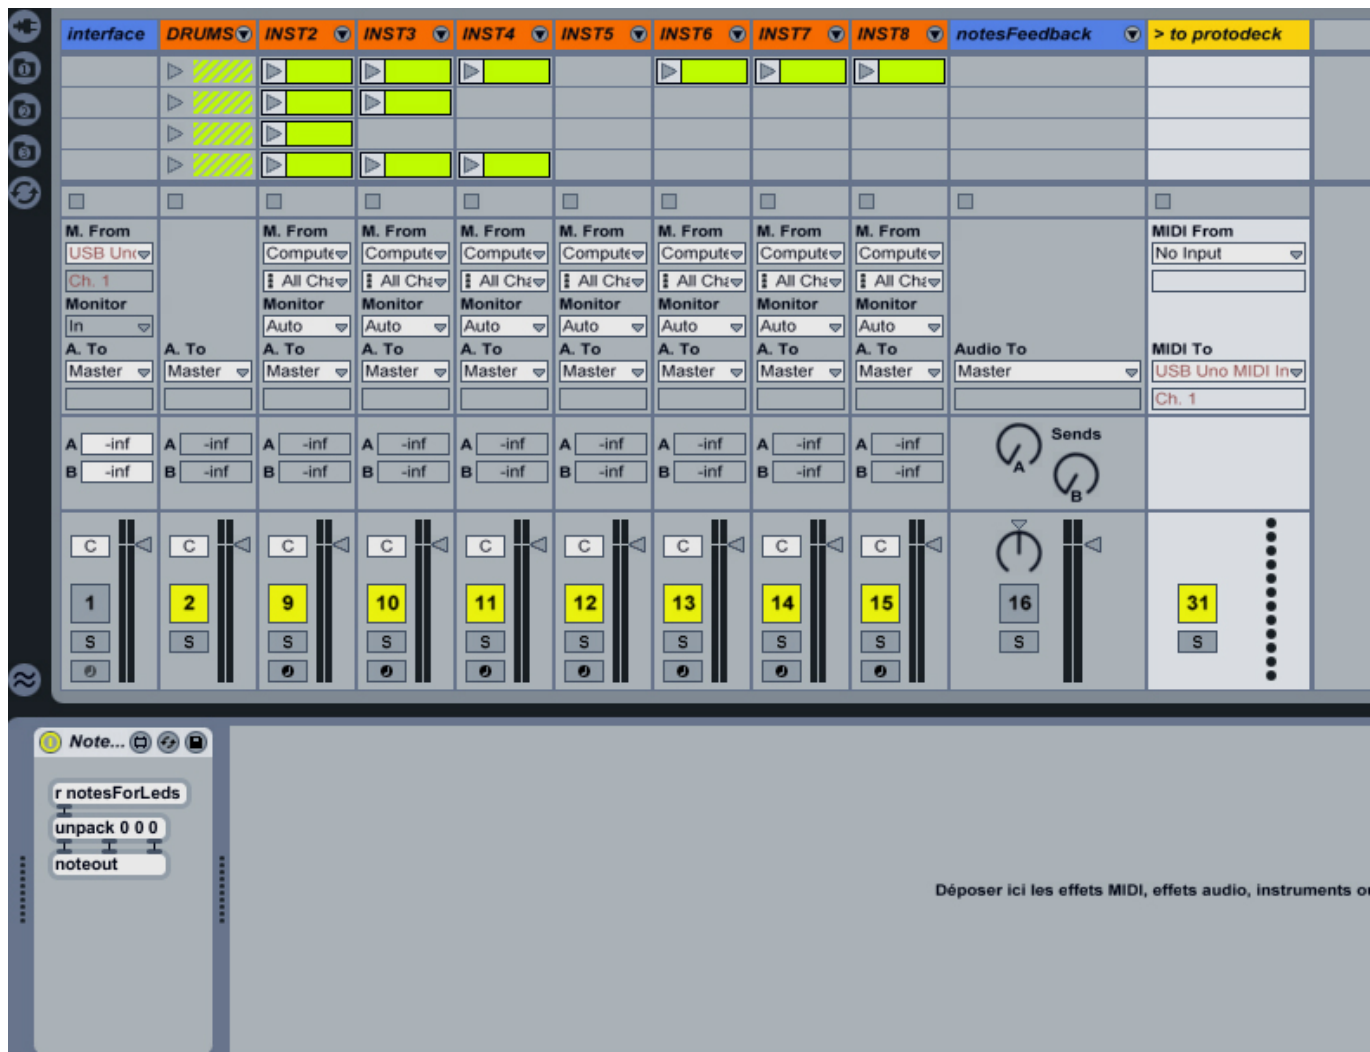 interface DRUMS INST2 INST3 INST4 INST5 INST6 INST7 INST8 notesFeedback > to protodeck
M. From M. From M. From M. From M. From M. From M. From M. From MIDI From
USB Un Compute Compute Compute Compute Compute Compute Compute No Input
Ch. 1 All Cha All Cha All Cha All Cha All Cha All Cha All Cha
Monitor Monitor Monitor Monitor Monitor Monitor Monitor Monitor
In Auto Auto Auto Auto Auto Auto Auto
A. To A. To A. To A. To A. To A. To A. To A. To A. To Audio To MIDI To
Master Master Master Master Master Master Master Master Master Master USB Uno MIDI In
Ch. 1
A -inf A -inf A -inf A -inf A -inf A -inf A -inf A -inf A -inf A Sends
B -inf B -inf B -inf B -inf B -inf B -inf B -inf B -inf B -inf B
C C C C C C C C C
1 2 9 10 11 12 13 14 15 16 31
S S S S S S S S S S S
Note...
r notesForLeds
unpack 0 0 0
noteout
Déposer ici les effets MIDI, effets audio, instruments o